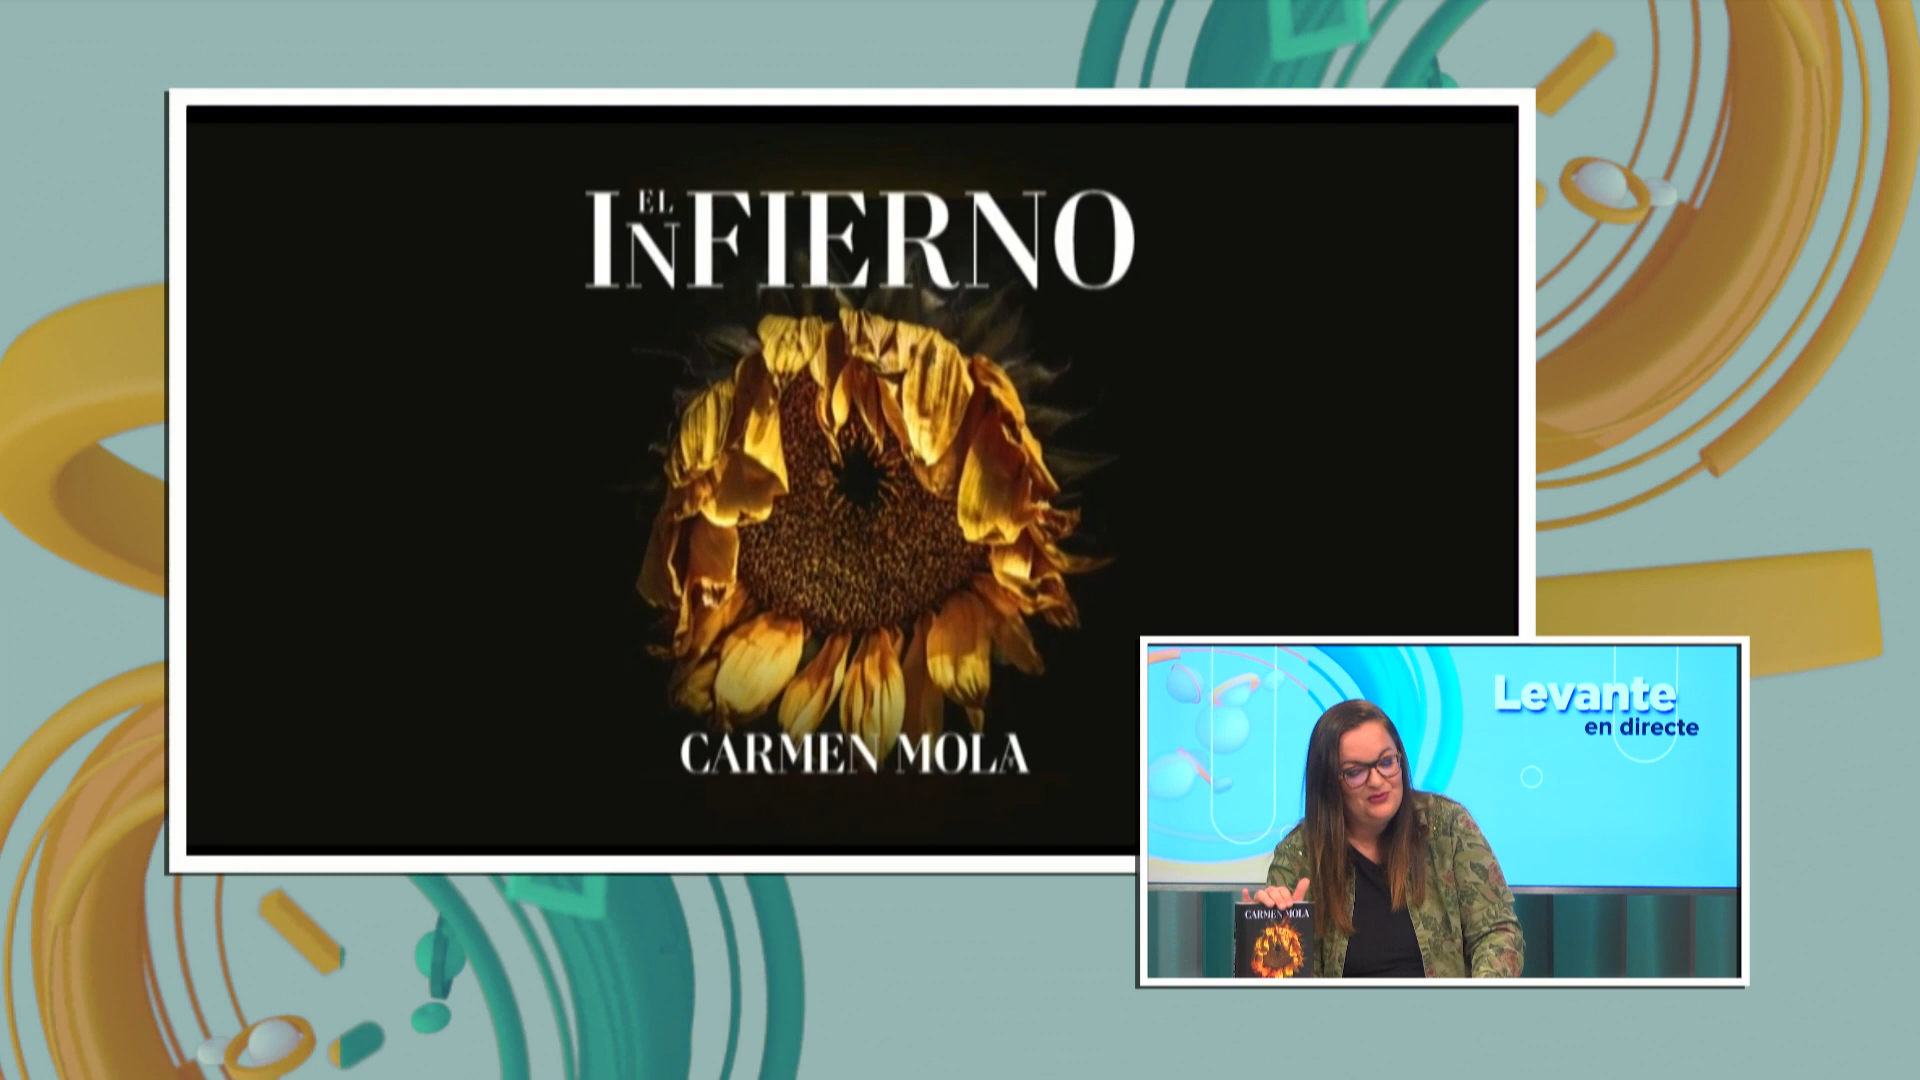 EL
INFIERNO
CARMEN MOLA
Levante
en directe
CARMEN MOLA